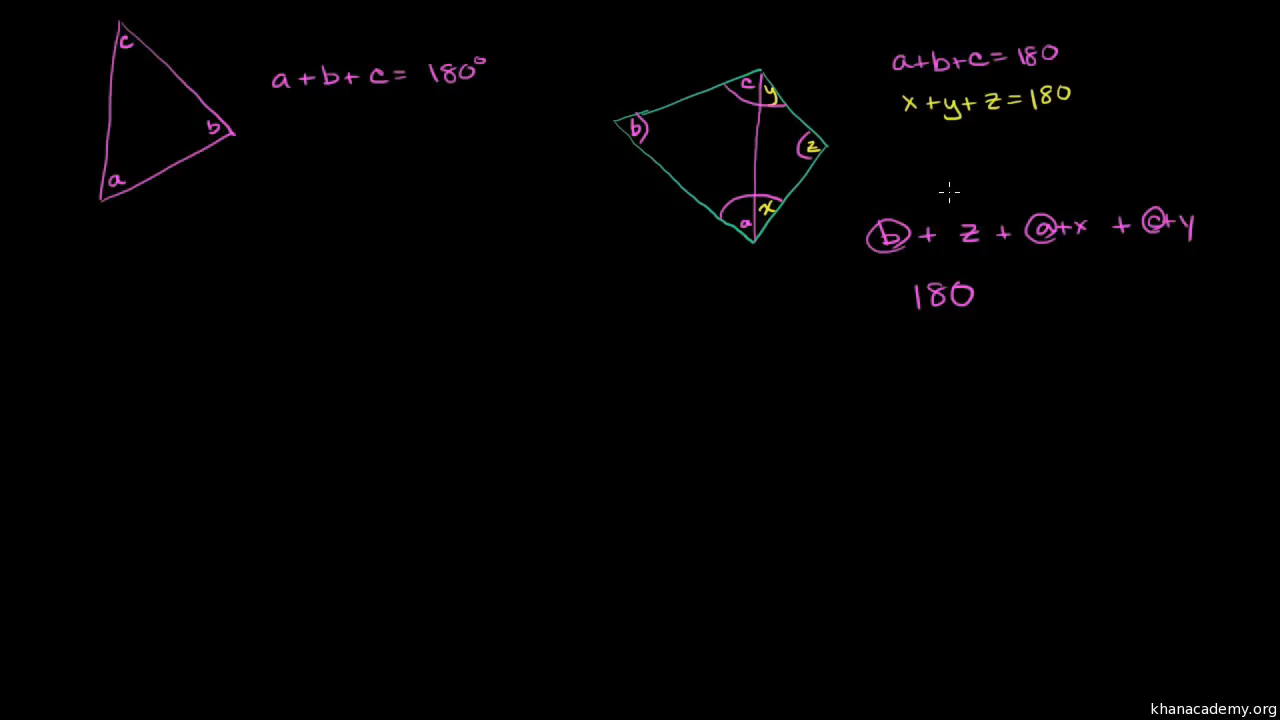 c
b
a
a + b + c = 180°
c
y
b
z
x
a
a+b+c=180
x+y+z=180
b + z + a+x + c+y
180
khanacademy.org